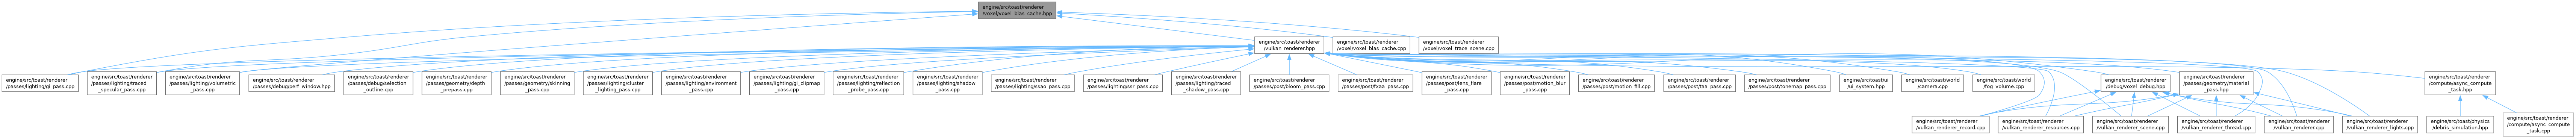 engine/src/toast/renderer
/voxel/voxel_blas_cache.hpp
engine/src/toast/renderer
/vulkan_renderer.hpp
engine/src/toast/renderer
/voxel/voxel_blas_cache.cpp
engine/src/toast/renderer
/voxel/voxel_trace_scene.cpp
engine/src/toast/renderer
/passes/lighting/gi_pass.cpp
engine/src/toast/renderer
/passes/lighting/traced
_specular_pass.cpp
engine/src/toast/renderer
/passes/lighting/volumetric
_pass.cpp
engine/src/toast/renderer
/passes/debug/perf_window.hpp
engine/src/toast/renderer
/passes/debug/selection
_outline.cpp
engine/src/toast/renderer
/passes/geometry/depth
_prepass.cpp
engine/src/toast/renderer
/passes/geometry/skinning
_pass.cpp
engine/src/toast/renderer
/passes/lighting/cluster
_lighting_pass.cpp
engine/src/toast/renderer
/passes/lighting/environment
_pass.cpp
engine/src/toast/renderer
/passes/lighting/gi_clipmap
_pass.cpp
engine/src/toast/renderer
/passes/lighting/reflection
_probe_pass.cpp
engine/src/toast/renderer
/passes/lighting/shadow
_pass.cpp
engine/src/toast/renderer
/passes/lighting/ssao_pass.cpp
engine/src/toast/renderer
/passes/lighting/ssr_pass.cpp
engine/src/toast/renderer
/passes/lighting/traced
_shadow_pass.cpp
engine/src/toast/renderer
/passes/post/bloom_pass.cpp
engine/src/toast/renderer
/passes/post/fxaa_pass.cpp
engine/src/toast/renderer
/passes/post/lens_flare
_pass.cpp
engine/src/toast/renderer
/passes/post/motion_blur
_pass.cpp
engine/src/toast/renderer
/passes/post/motion_fill.cpp
engine/src/toast/renderer
/passes/post/taa_pass.cpp
engine/src/toast/renderer
/passes/post/tonemap_pass.cpp
engine/src/toast/ui
/ui_system.hpp
engine/src/toast/world
/camera.cpp
engine/src/toast/world
/fog_volume.cpp
engine/src/toast/renderer
/debug/voxel_debug.hpp
engine/src/toast/renderer
/passes/geometry/material
_pass.hpp
engine/src/toast/renderer
/compute/async_compute
_task.hpp
engine/src/toast/renderer
/vulkan_renderer_record.cpp
engine/src/toast/renderer
/vulkan_renderer_resources.cpp
engine/src/toast/renderer
/vulkan_renderer_scene.cpp
engine/src/toast/renderer
/vulkan_renderer_thread.cpp
engine/src/toast/renderer
/vulkan_renderer.cpp
engine/src/toast/renderer
/vulkan_renderer_lights.cpp
engine/src/toast/physics
/debris_simulation.hpp
engine/src/toast/renderer
/compute/async_compute
_task.cpp